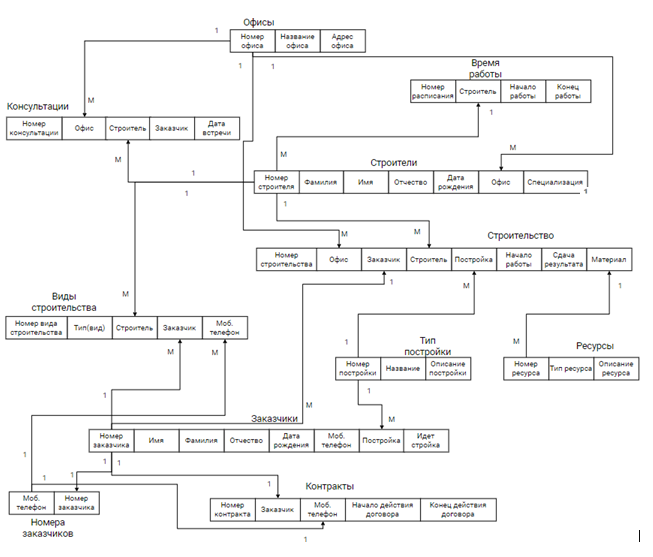 Офисы
Номер офиса
Название офиса
Адрес офиса
1
1
1
Время работы
Номер расписания
Строитель
Начало работы
Конец работы
1
Консультации
М
Номер консультации
Офис
Строитель
Заказчик
Дата встречи
М
М
М
Строители
Номер строителя
Фамилия
Имя
Отчество
Дата рождения
Офис
Специализация
1
1
1
1
М
М
Строительство
Номер строительства
Офис
Заказчик
Строитель
Постройка
Начало работы
Сдача результата
Материал
1
М
1
М
Виды строительства
Номер вида строительства
Тип(вид)
Строитель
Заказчик
Моб. телефон
М
М
1
М
Тип постройки
Номер постройки
Название
Описание постройки
1
Ресурсы
Номер ресурса
Тип ресурса
Описание ресурса
1
М
М
Заказчики
Номер заказчика
Имя
Фамилия
Отчество
Дата рождения
Моб. телефон
Постройка
Идет стройка
1
1
1
1
1
1
Моб. телефон
Номер заказчика
Номера заказчиков
Контракты
Номер контракта
Заказчик
Моб. телефон
Начало действия договора
Конец действия договора
1